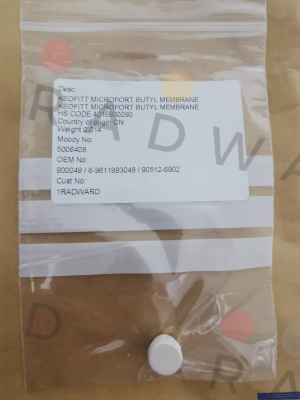 Desc:
KEOFITT MICROPORT BUTYL MEMBRANE
KEOFITT MICROPORT BUTYL MEMBRANE
HS CODE 4016930090
Country of origin CN
Weight 0.014
Moody No:
5006408
OEM No:
900049 / 6-9611993048 / 90512-6902
Cust No:
1RADWARD
RADWARD